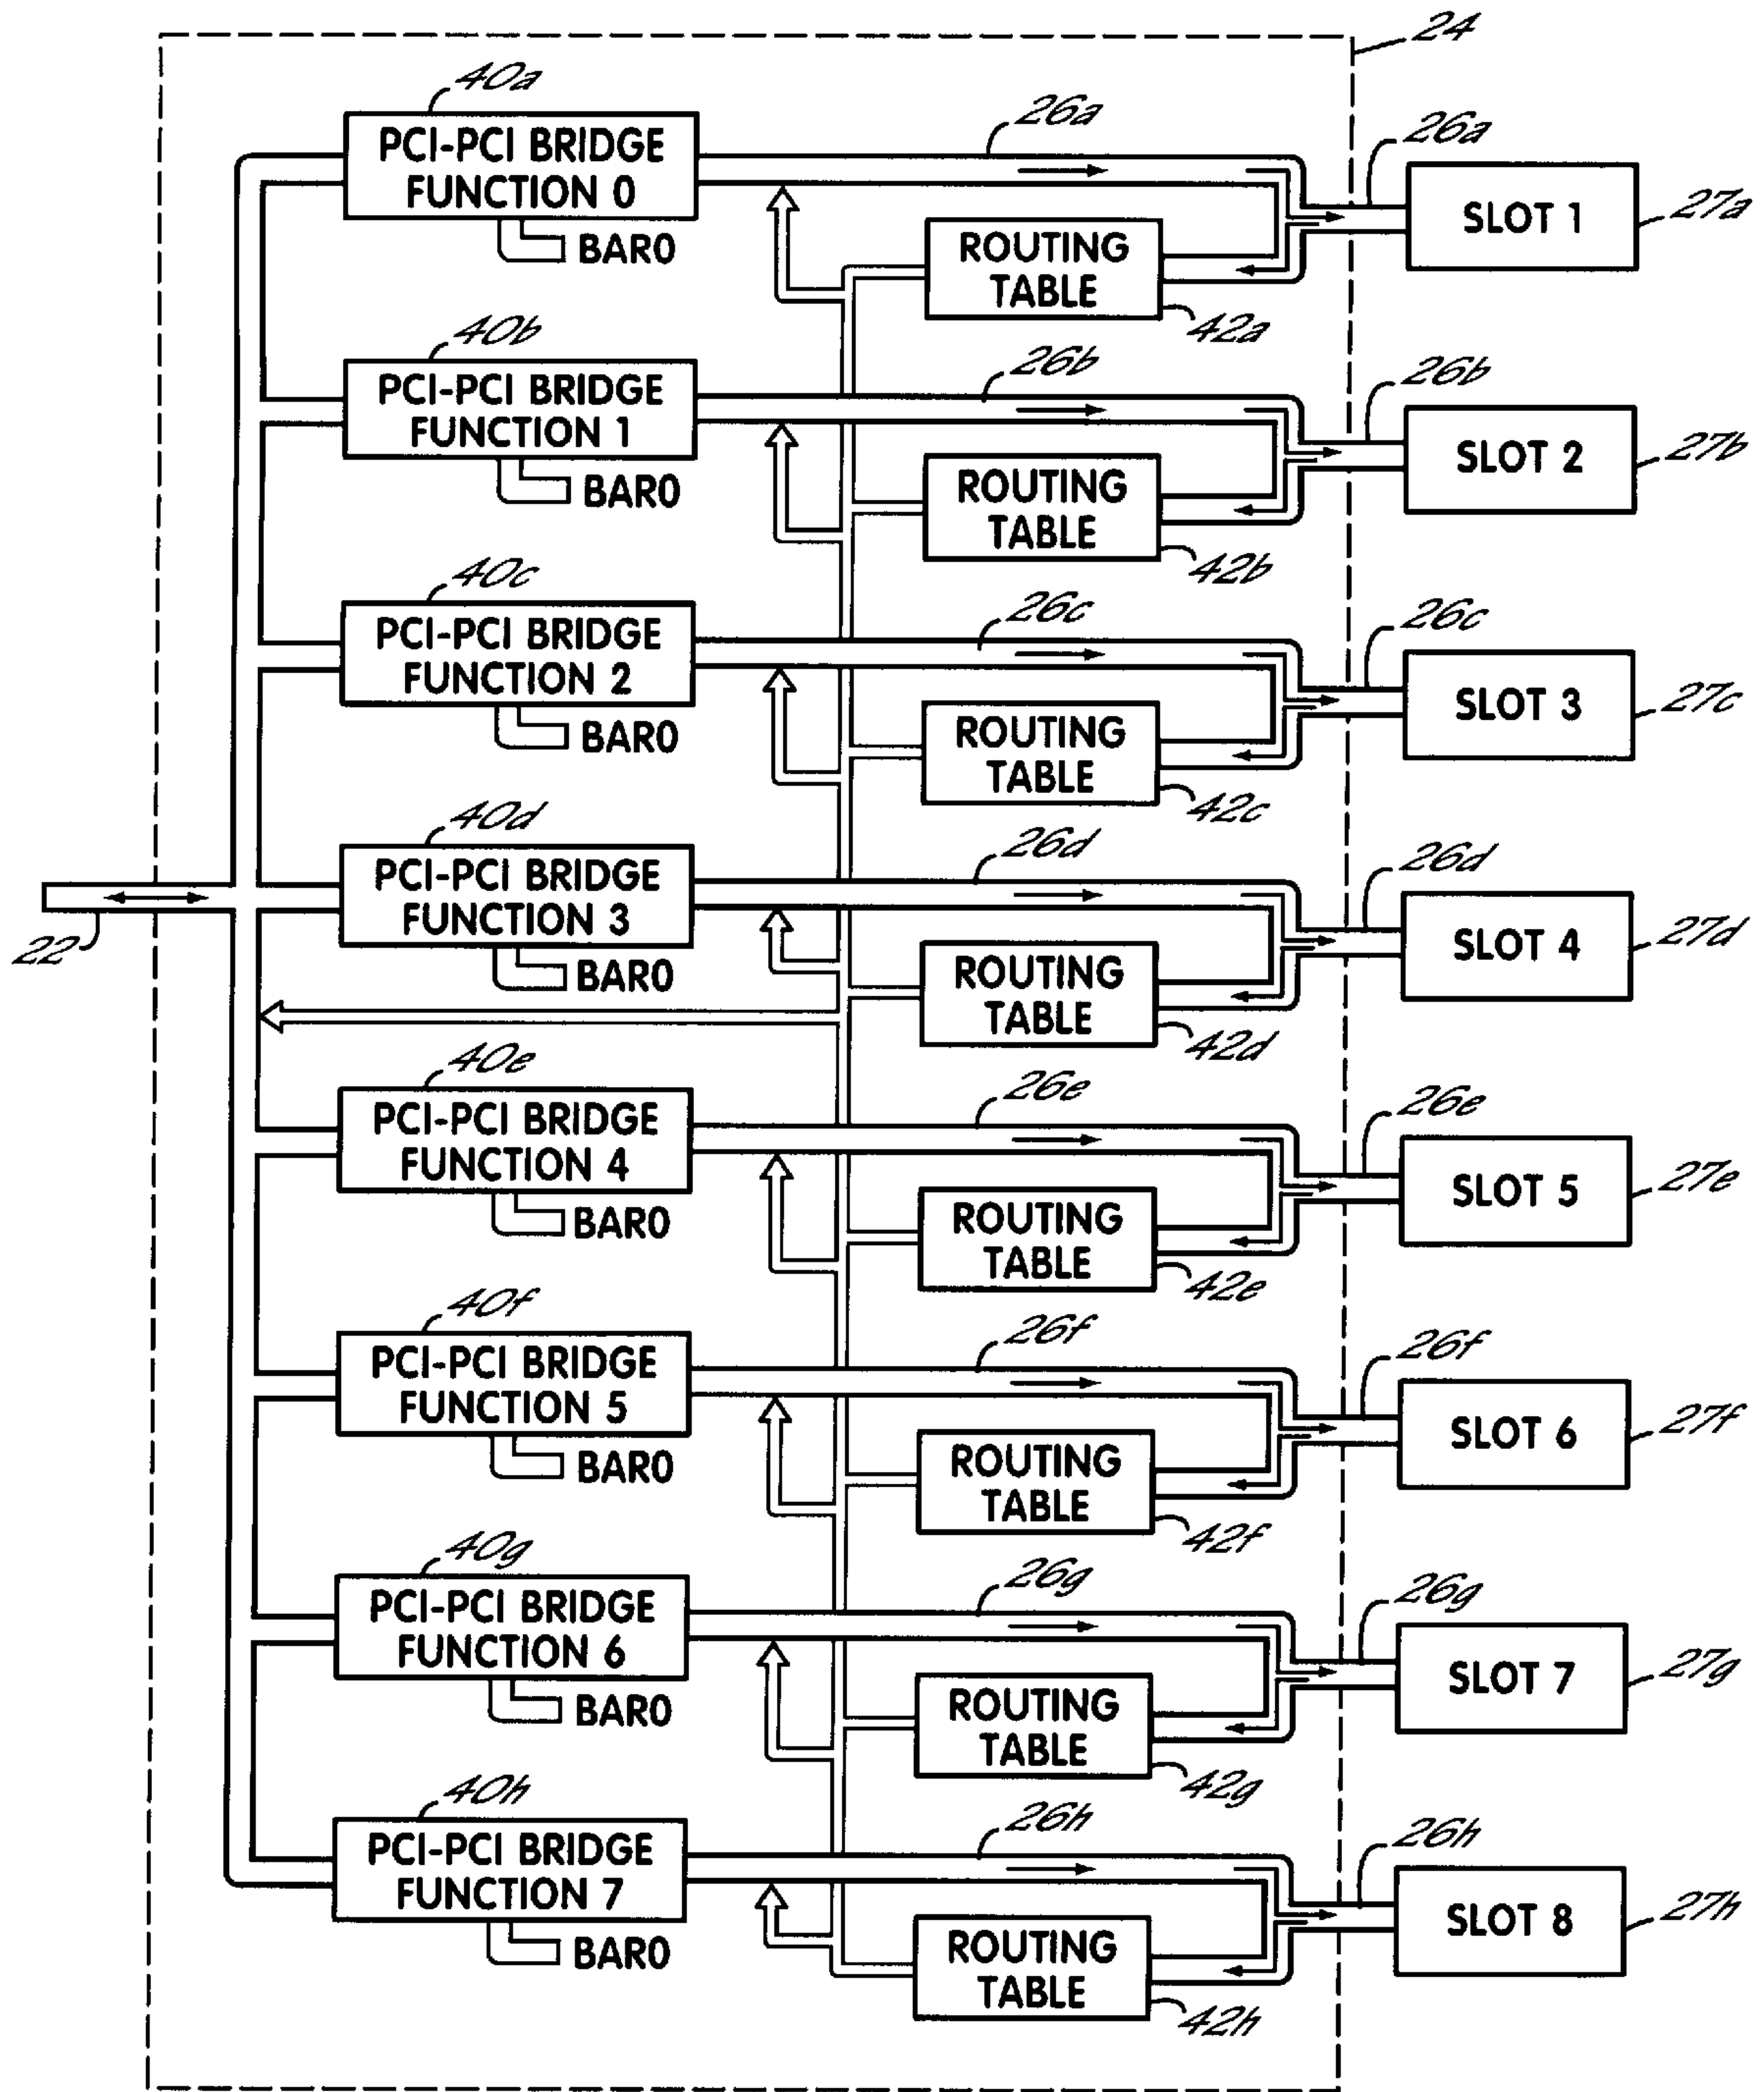 24
40a
26a
26a
PCI-PCI BRIDGE
FUNCTION 0
SLOT 1
27a
BAR0
ROUTING
TABLE
42a
40b
26b
26b
PCI-PCI BRIDGE
FUNCTION 1
SLOT 2
27b
BAR0
ROUTING
TABLE
42b
40c
26c
26c
PCI-PCI BRIDGE
FUNCTION 2
SLOT 3
27c
BAR0
ROUTING
TABLE
42c
40d
26d
26d
PCI-PCI BRIDGE
FUNCTION 3
SLOT 4
27d
22
BAR0
ROUTING
TABLE
42d
40e
26e
26e
PCI-PCI BRIDGE
FUNCTION 4
SLOT 5
27e
BAR0
ROUTING
TABLE
42e
40f
26f
26f
PCI-PCI BRIDGE
FUNCTION 5
SLOT 6
27f
BAR0
ROUTING
TABLE
42f
40g
26g
26g
PCI-PCI BRIDGE
FUNCTION 6
SLOT 7
27g
BAR0
ROUTING
TABLE
42g
40h
26h
26h
PCI-PCI BRIDGE
FUNCTION 7
SLOT 8
27h
BAR0
ROUTING
TABLE
42h